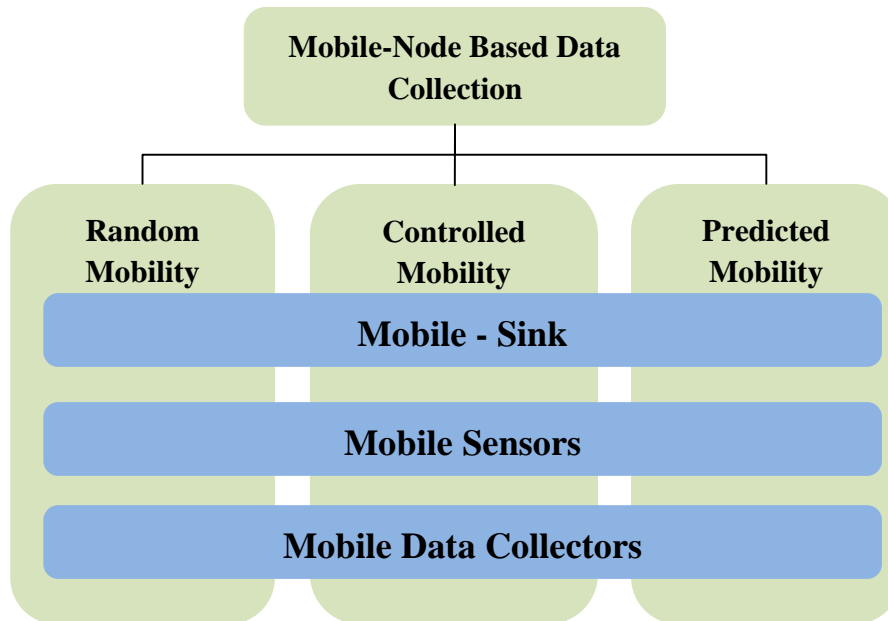 Mobile-Node Based Data
Collection
Random
Mobility
Controlled
Mobility
Predicted
Mobility
Mobile - Sink
Mobile Sensors
Mobile Data Collectors